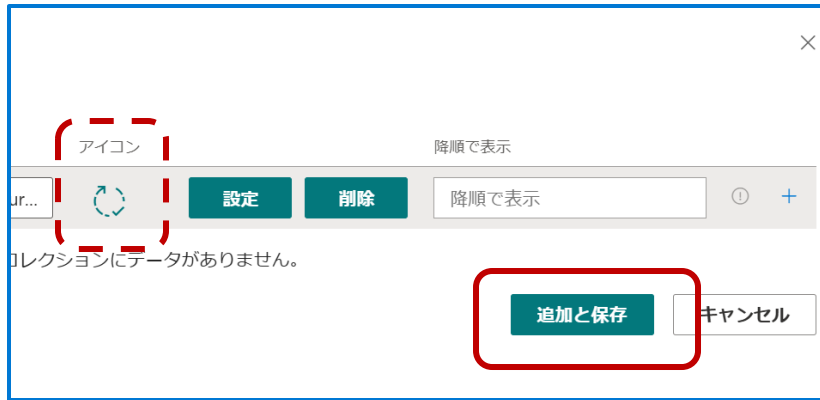 アイコン 降順で表示
ur... 設定 削除 降順で表示
コレクションにデータがありません。
追加と保存 キャンセル